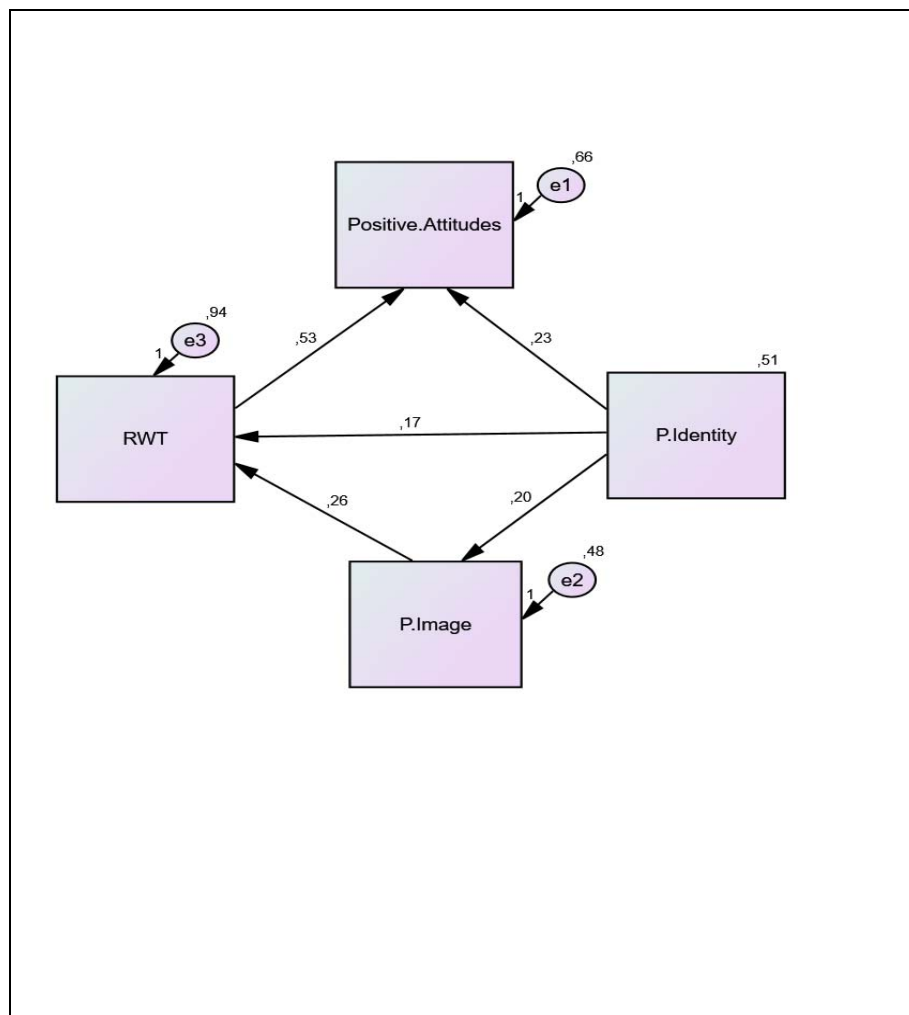 ,66
e1
1
Positive.Attitudes
,94
e3
1
,53
,23
,51
RWT
,17
P.Identity
,26
,20
,48
e2
1
P.Image